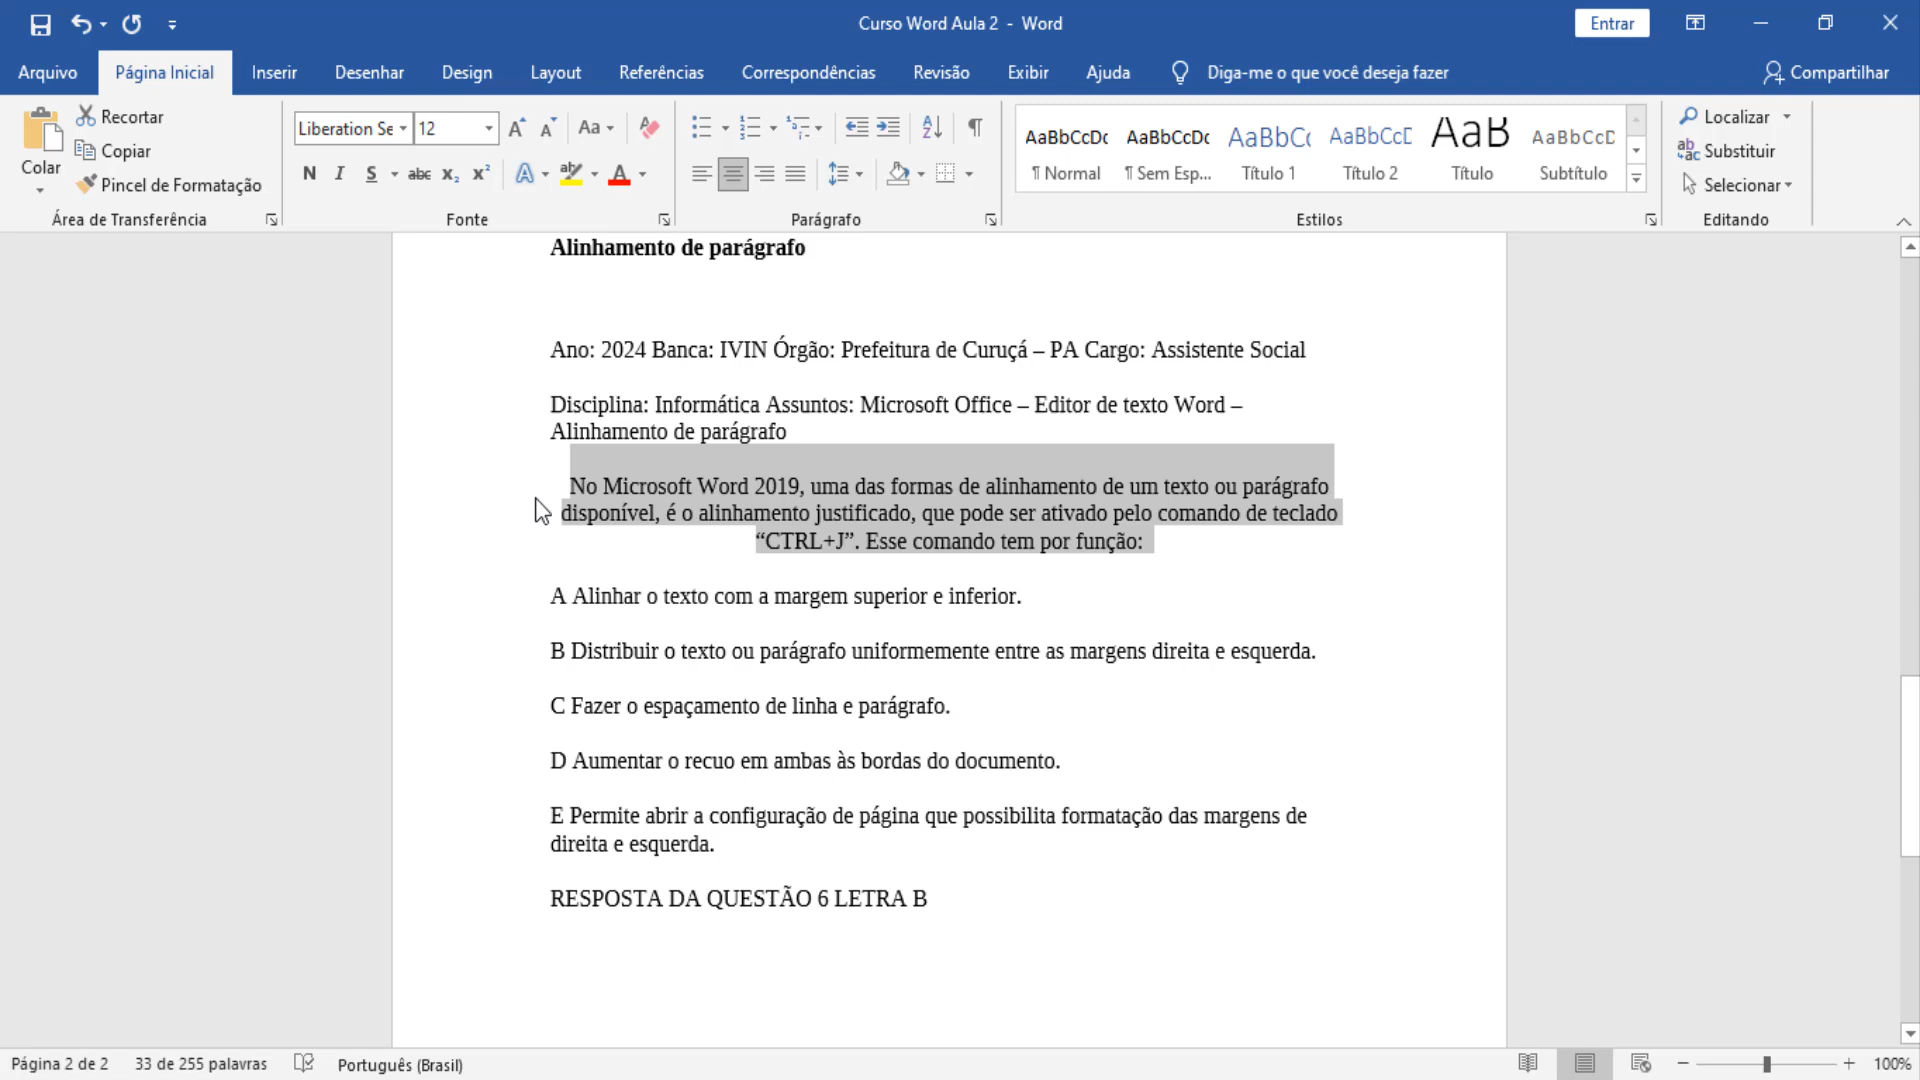 Curso Word Aula 2 - Word
Entrar
Arquivo
Página Inicial
Inserir
Desenhar
Design
Layout
Referências
Correspondências
Revisão
Exibir
Ajuda
Diga-me o que você deseja fazer
Compartilhar
Colar
Recortar
Copiar
Pincel de Formatação
Área de Transferência
Liberation Se
12
Aa
N I S abc x₂ x²
A
A
Fonte
Parágrafo
AaBbCcDc
¶ Normal
AaBbCcDc
¶ Sem Esp...
AaBbC
Título 1
AaBbCcD
Título 2
AaB
Título
AaBbCcD
Subtítulo
Estilos
Localizar
Substituir
Selecionar
Editando
Alinhamento de parágrafo
Ano: 2024 Banca: IVIN Órgão: Prefeitura de Curuçá – PA Cargo: Assistente Social
Disciplina: Informática Assuntos: Microsoft Office – Editor de texto Word –
Alinhamento de parágrafo
No Microsoft Word 2019, uma das formas de alinhamento de um texto ou parágrafo
disponível, é o alinhamento justificado, que pode ser ativado pelo comando de teclado
“CTRL+J”. Esse comando tem por função:
A Alinhar o texto com a margem superior e inferior.
B Distribuir o texto ou parágrafo uniformemente entre as margens direita e esquerda.
C Fazer o espaçamento de linha e parágrafo.
D Aumentar o recuo em ambas às bordas do documento.
E Permite abrir a configuração de página que possibilita formatação das margens de
direita e esquerda.
RESPOSTA DA QUESTÃO 6 LETRA B
Página 2 de 2
33 de 255 palavras
Português (Brasil)
100%